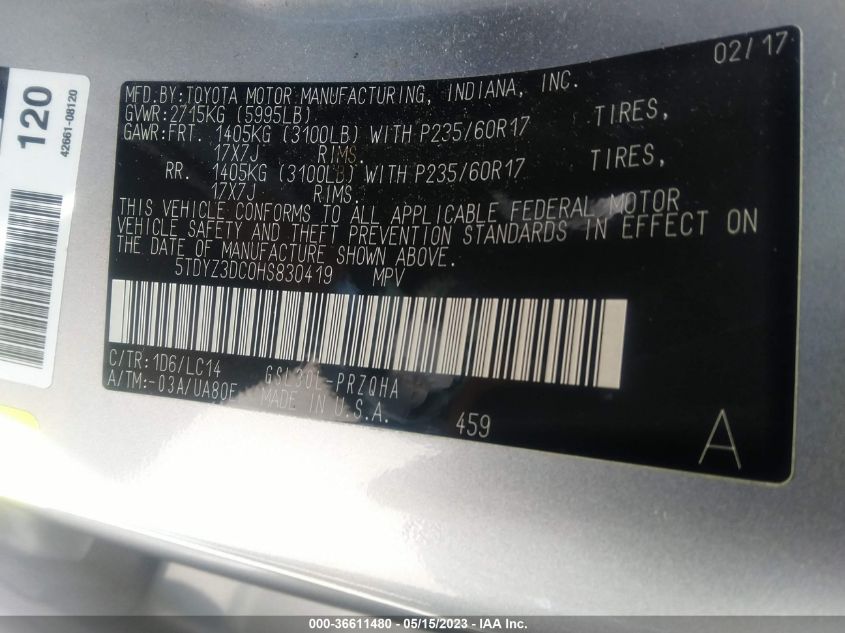 02/17
MFD.BY:TOYOTA MOTOR MANUFACTURING, INDIANA, INC.
GVWR:2715KG (5995LB)
GAWR:FRT. 1405KG (3100LB) WITH P235/60R17 TIRES,
17X7J RIMS.
RR. 1405KG (3100LB) WITH P235/60R17 TIRES,
17X7J RIMS.
THIS VEHICLE CONFORMS TO ALL APPLICABLE FEDERAL MOTOR
VEHICLE SAFETY AND THEFT PREVENTION STANDARDS IN EFFECT ON
THE DATE OF MANUFACTURE SHOWN ABOVE.
5TDYZ3DC0HS830419 MPV
C/TR:1D6/LC14 GSL30L-PRZQHA
A/TM:-03A/UA80E MADE IN U.S.A.
459
A
120
42661-08120
000-36611480 - 05/15/2023 - IAA Inc.